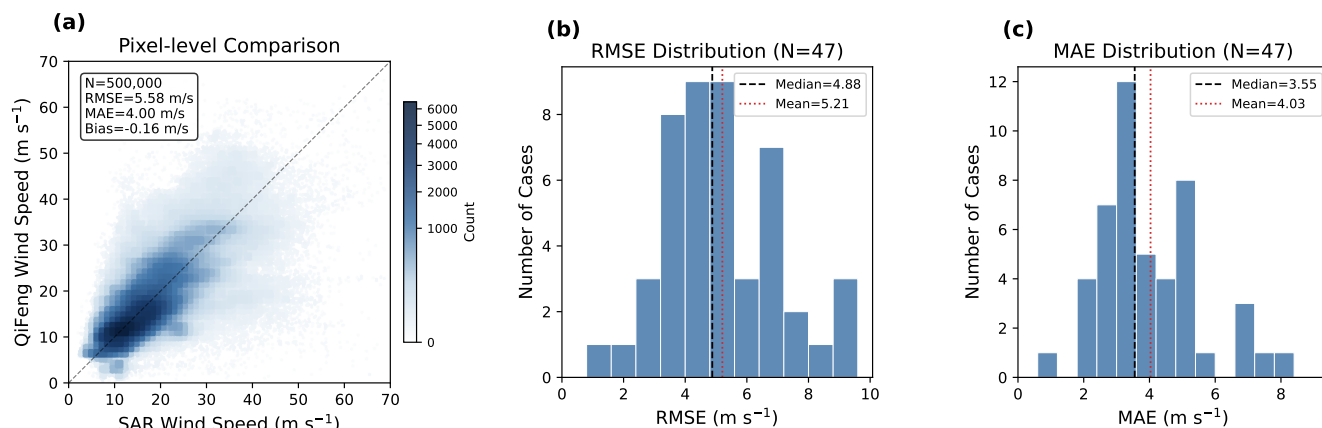 (a)
Pixel-level Comparison
N=500,000
RMSE=5.58 m/s
MAE=4.00 m/s
Bias=-0.16 m/s
QiFeng Wind Speed (m s⁻¹)
70
60
50
40
30
20
10
0
0 10 20 30 40 50 60 70
SAR Wind Speed (m s⁻¹)
6000
5000
4000
3000
2000
1000
0
Count
(b)
RMSE Distribution (N=47)
Median=4.88
Mean=5.21
Number of Cases
8
6
4
2
0
0 2 4 6 8 10
RMSE (m s⁻¹)
(c)
MAE Distribution (N=47)
Median=3.55
Mean=4.03
Number of Cases
12
10
8
6
4
2
0
0 2 4 6 8
MAE (m s⁻¹)